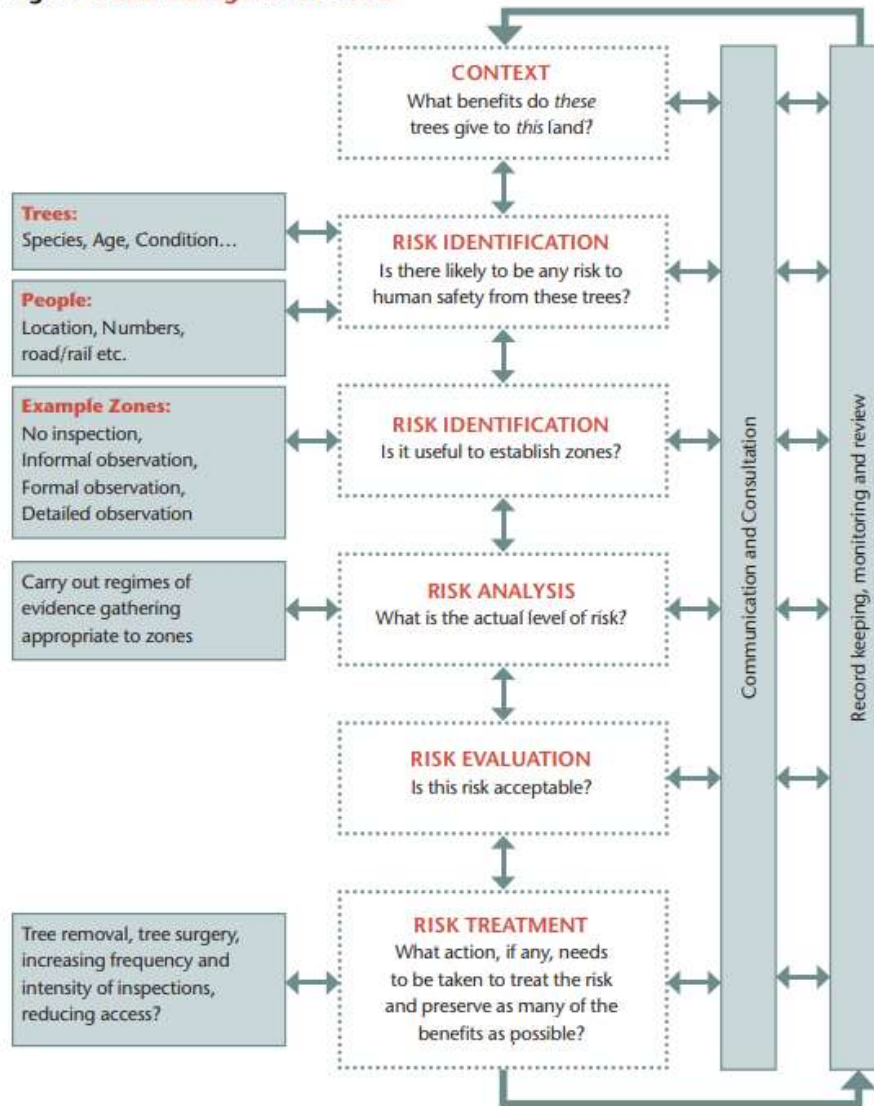 CONTEXT
What benefits do these
trees give to this land?
Trees:
Species, Age, Condition...
RISK IDENTIFICATION
Is there likely to be any risk to
human safety from these trees?
People:
Location, Numbers,
road/rail etc.
Example Zones:
No inspection,
Informal observation,
Formal observation,
Detailed observation
RISK IDENTIFICATION
Is it useful to establish zones?
Carry out regimes of
evidence gathering
appropriate to zones
RISK ANALYSIS
What is the actual level of risk?
RISK EVALUATION
Is this risk acceptable?
Tree removal, tree surgery,
increasing frequency and
intensity of inspections,
reducing access?
RISK TREATMENT
What action, if any, needs
to be taken to treat the risk
and preserve as many of the
benefits as possible?
Communication and Consultation
Record keeping, monitoring and review